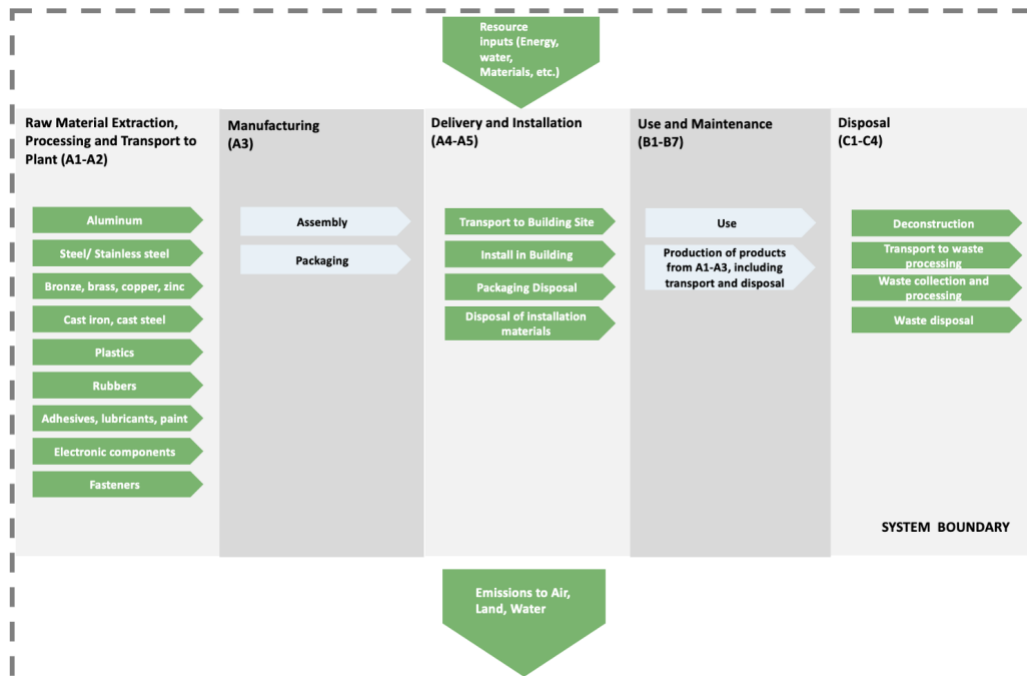 Resource
inputs (Energy,
water,
Materials, etc.)
Raw Material Extraction,
Processing and Transport to
Plant (A1-A2)
Aluminum
Steel/ Stainless steel
Bronze, brass, copper, zinc
Cast iron, cast steel
Plastics
Rubbers
Adhesives, lubricants, paint
Electronic components
Fasteners
Manufacturing
(A3)
Assembly
Packaging
Delivery and Installation
(A4-A5)
Transport to Building Site
Install in Building
Packaging Disposal
Disposal of installation
materials
Use and Maintenance
(B1-B7)
Use
Production of products
from A1-A3, including
transport and disposal
Disposal
(C1-C4)
Deconstruction
Transport to waste
processing
Waste collection and
processing
Waste disposal
SYSTEM BOUNDARY
Emissions to Air,
Land, Water